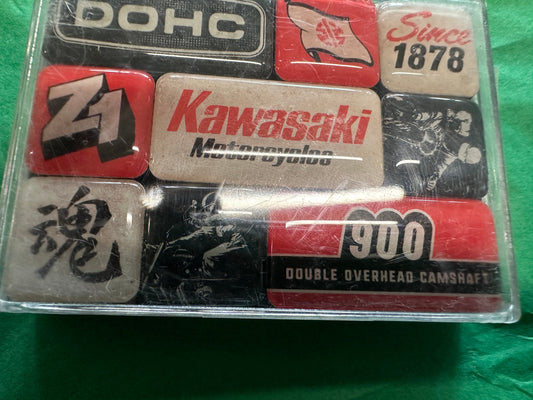 DOHC
Since
1878
Z1
Kawasaki
Motorcycles
魂
900
DOUBLE OVERHEAD CAMSHAFT